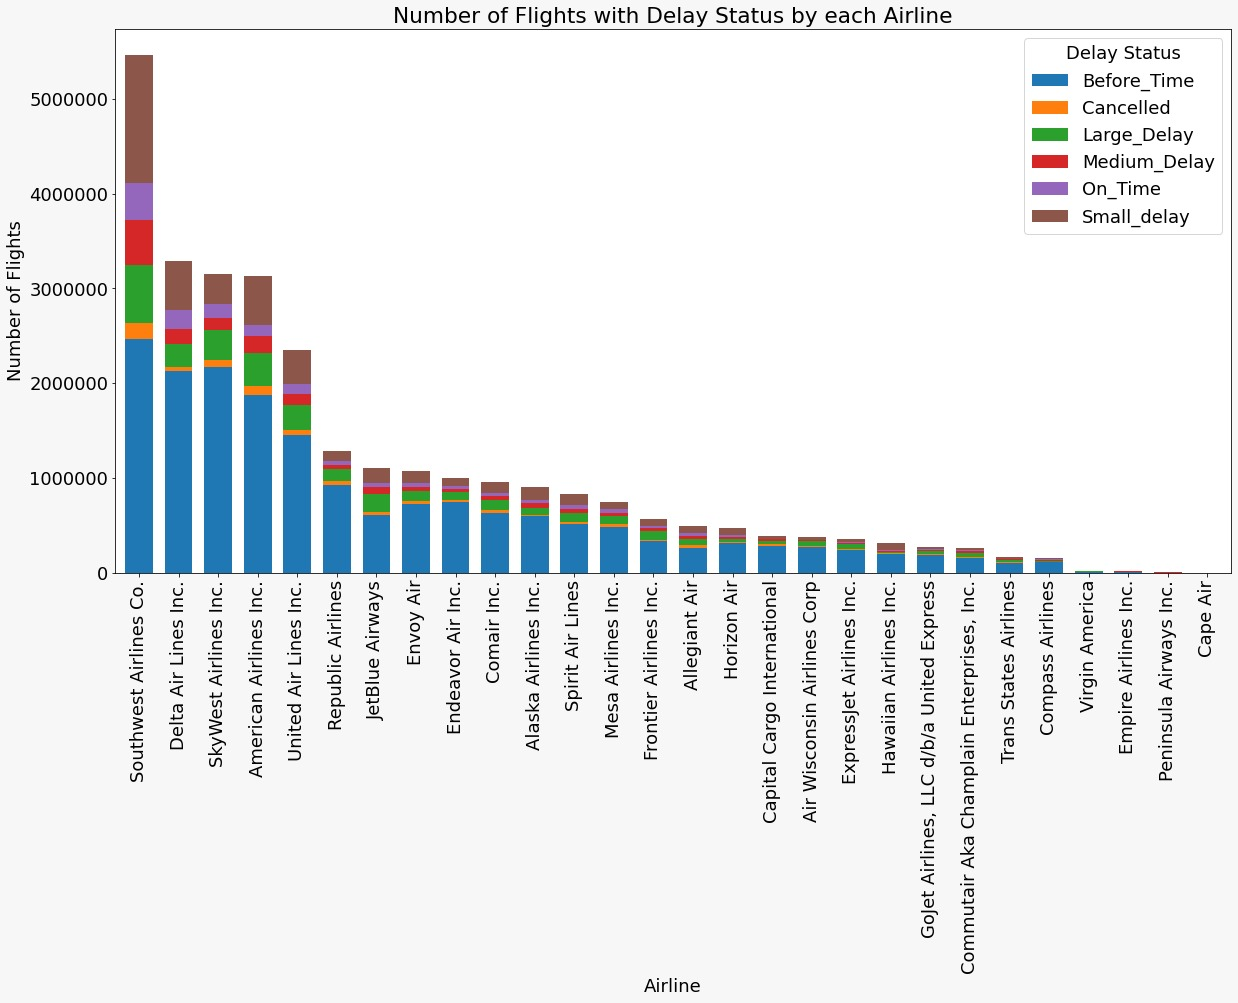 Number of Flights with Delay Status by each Airline
Delay Status
Before_Time
Cancelled
Large_Delay
Medium_Delay
On_Time
Small_delay
Number of Flights
5000000
4000000
3000000
2000000
1000000
0
Southwest Airlines Co.
Delta Air Lines Inc.
SkyWest Airlines Inc.
American Airlines Inc.
United Air Lines Inc.
Republic Airlines
JetBlue Airways
Envoy Air
Endeavor Air Inc.
Comair Inc.
Alaska Airlines Inc.
Spirit Air Lines
Mesa Airlines Inc.
Frontier Airlines Inc.
Allegiant Air
Horizon Air
Capital Cargo International
Air Wisconsin Airlines Corp
ExpressJet Airlines Inc.
Hawaiian Airlines Inc.
GoJet Airlines, LLC d/b/a United Express
Commutair Aka Champlain Enterprises, Inc.
Trans States Airlines
Compass Airlines
Virgin America
Empire Airlines Inc.
Peninsula Airways Inc.
Cape Air
Airline